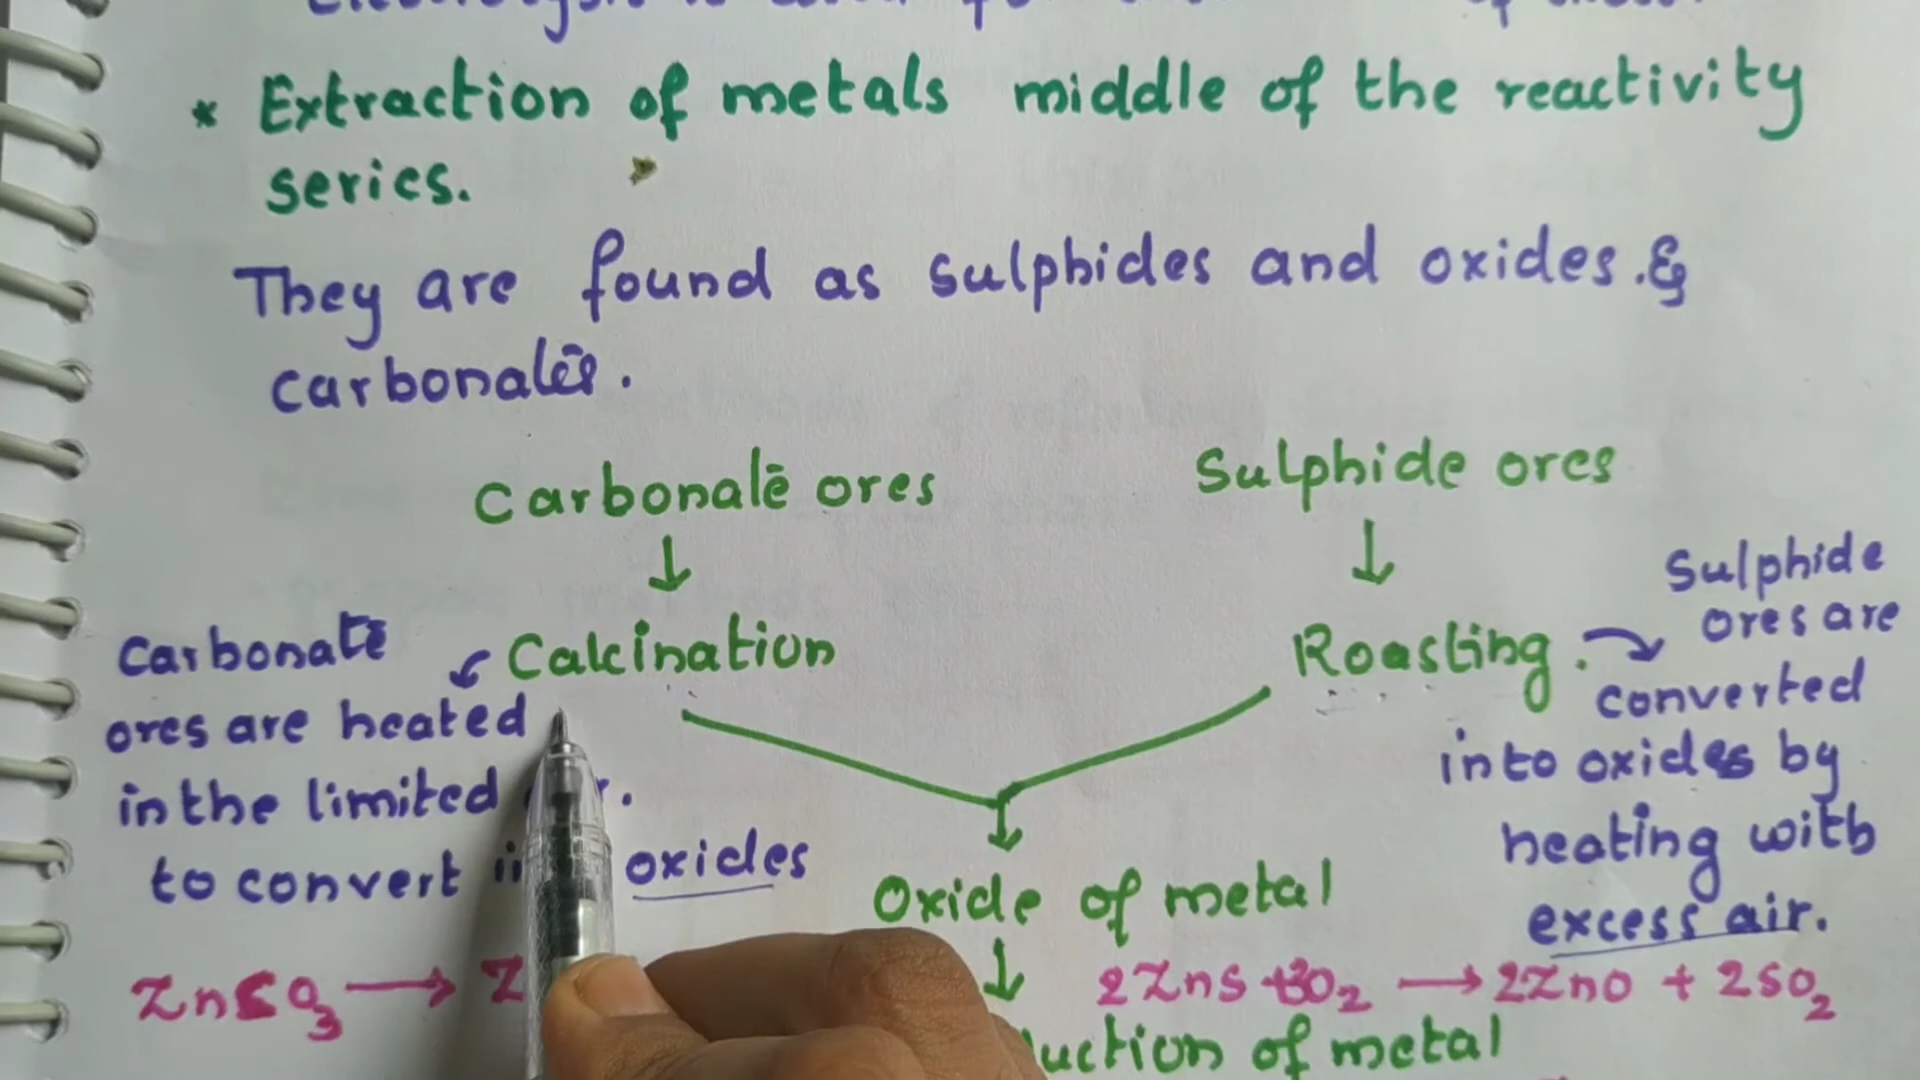 * Extraction of metals middle of the reactivity
series.
They are found as sulphides and oxides. &
carbonates.
Carbonate ores
Sulphide ores
↓
↓
Carbonate
ores are heated
in the limited
to convert oxides
Calcination
Roasting.
Sulphide
ores are
converted
into oxides by
heating with
excess air.
Oxide of metal
↓
ZnCO3 → Z
2ZnS + 3O2 → 2ZnO + 2SO2
uction of metal